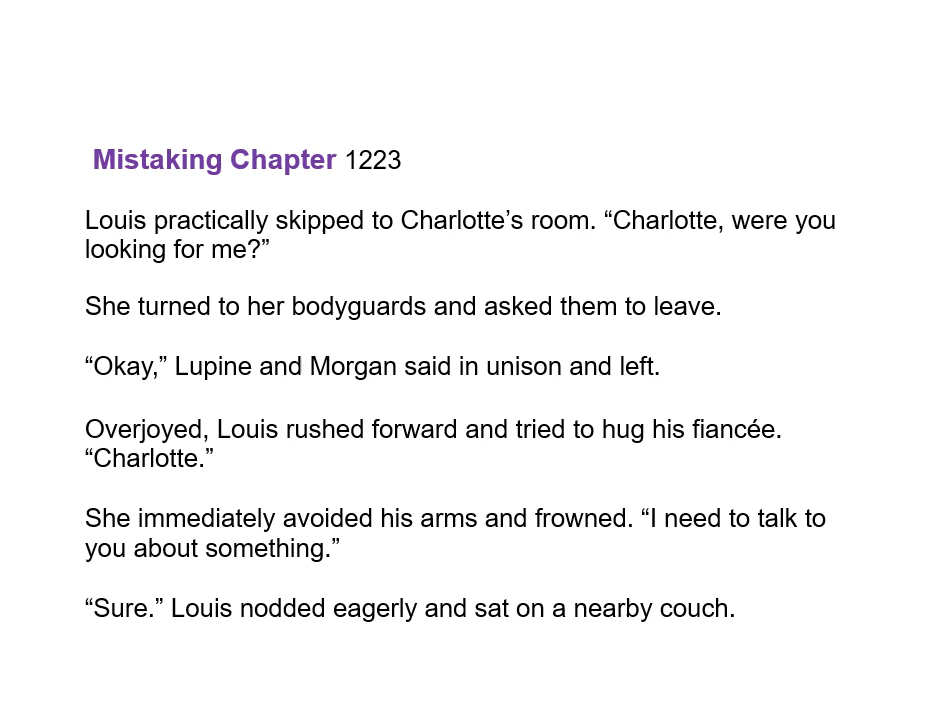 Mistaking Chapter 1223
Louis practically skipped to Charlotte’s room. “Charlotte, were you
looking for me?”
She turned to her bodyguards and asked them to leave.
“Okay,” Lupine and Morgan said in unison and left.
Overjoyed, Louis rushed forward and tried to hug his fiancée.
“Charlotte.”
She immediately avoided his arms and frowned. “I need to talk to
you about something.”
“Sure.” Louis nodded eagerly and sat on a nearby couch.